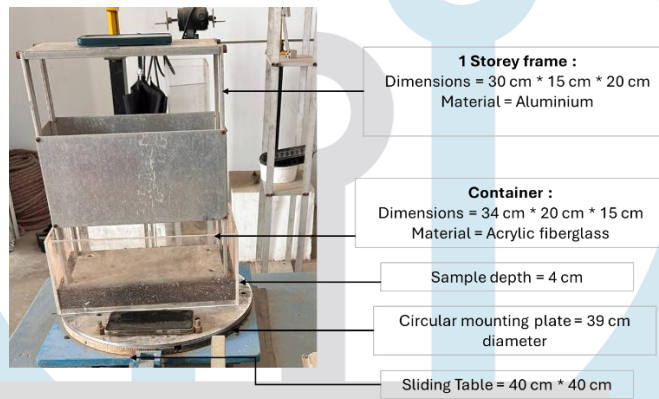 1 Storey frame :
Dimensions = 30 cm * 15 cm * 20 cm
Material = Aluminium
Container :
Dimensions = 34 cm * 20 cm * 15 cm
Material = Acrylic fiberglass
Sample depth = 4 cm
Circular mounting plate = 39 cm
diameter
Sliding Table = 40 cm * 40 cm